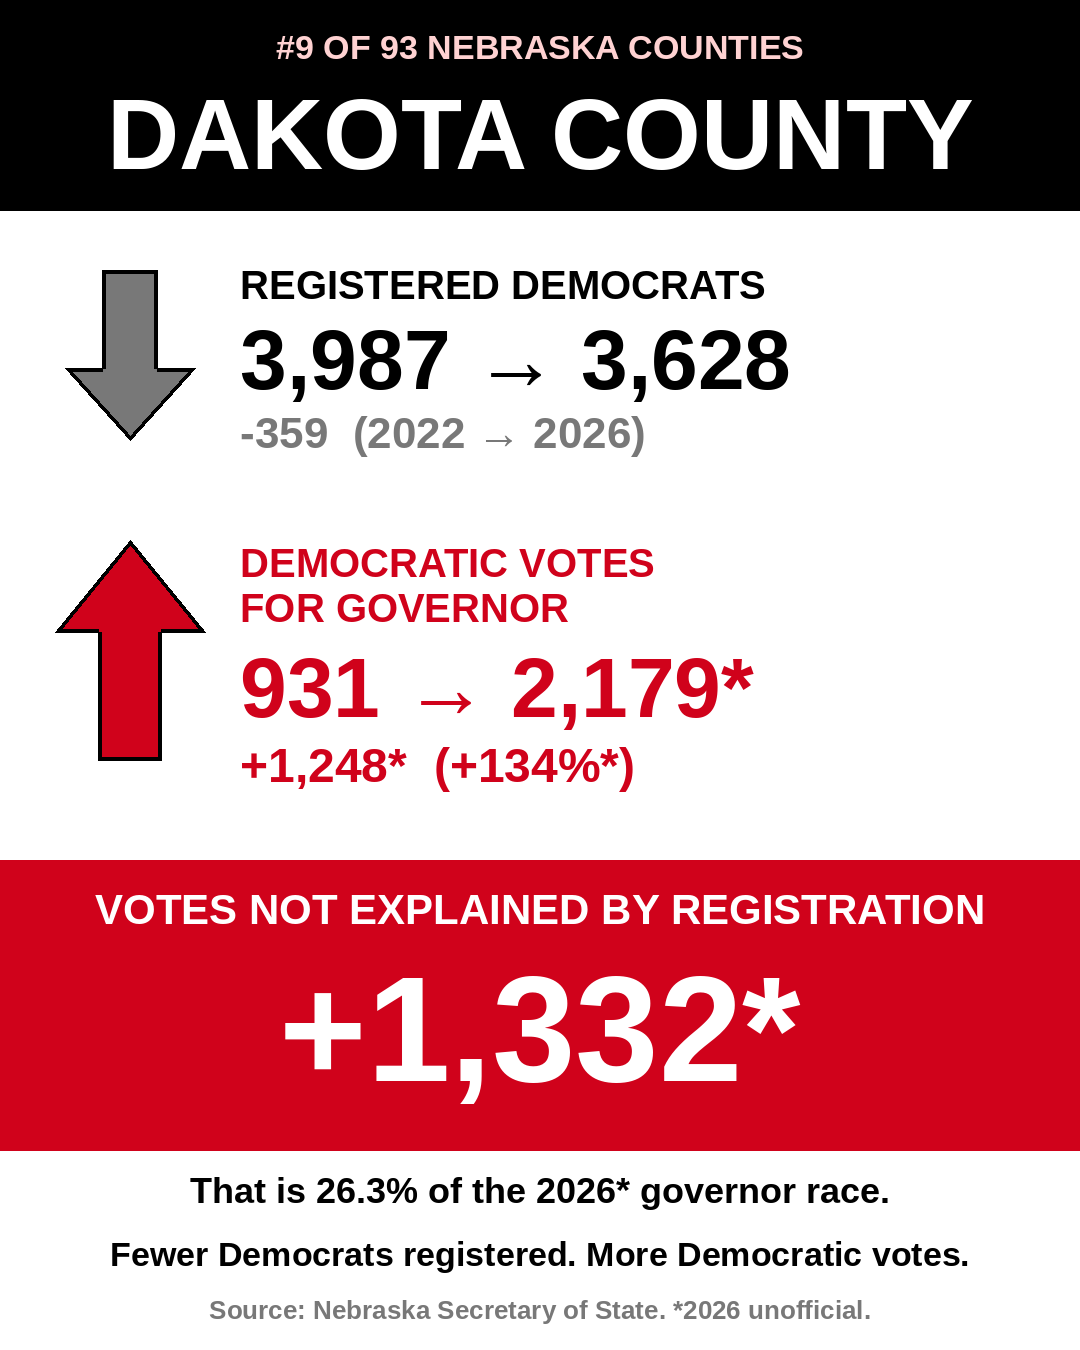 #9 OF 93 NEBRASKA COUNTIES
DAKOTA COUNTY
REGISTERED DEMOCRATS
3,987 → 3,628
-359 (2022 → 2026)
DEMOCRATIC VOTES
FOR GOVERNOR
931 → 2,179*
+1,248* (+134%*)
VOTES NOT EXPLAINED BY REGISTRATION
+1,332*
That is 26.3% of the 2026* governor race.
Fewer Democrats registered. More Democratic votes.
Source: Nebraska Secretary of State. *2026 unofficial.